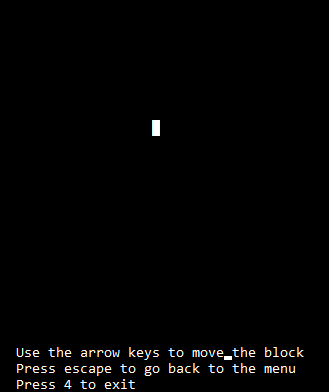 Use the arrow keys to move the block
Press escape to go back to the menu
Press 4 to exit